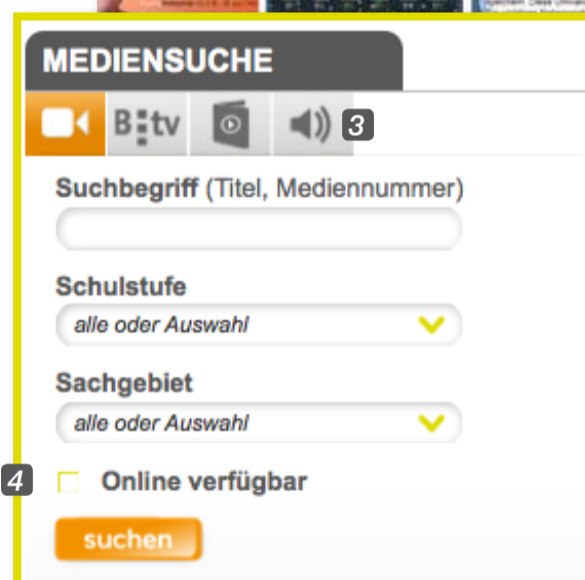 MEDIENSUCHE
B:tv 3
Suchbegriff (Titel, Mediennummer)
Schulstufe
alle oder Auswahl
Sachgebiet
alle oder Auswahl
4 Online verfügbar
suchen